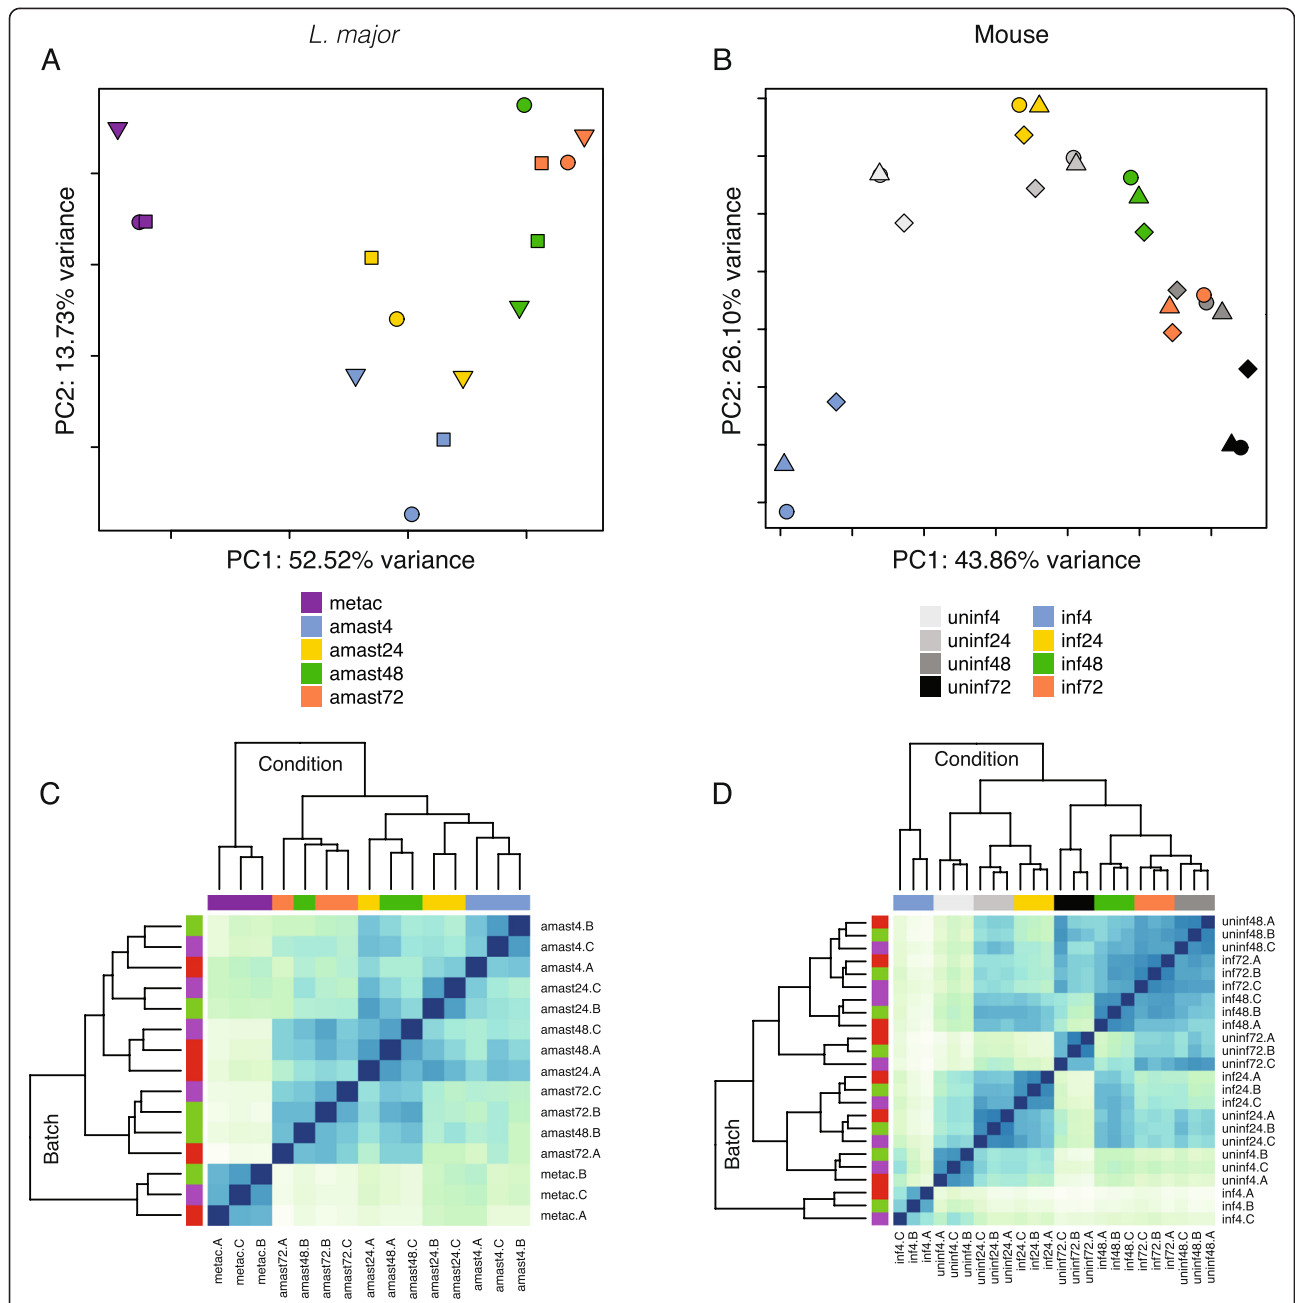 L. major
Mouse
A
B
PC2: 13.73% variance
PC1: 52.52% variance
PC2: 26.10% variance
PC1: 43.86% variance
metac
amast4
amast24
amast48
amast72
uninf4
uninf24
uninf48
uninf72
inf4
inf24
inf48
inf72
C
Condition
Batch
amast4.B
amast4.C
amast4.A
amast24.C
amast24.B
amast48.C
amast48.A
amast24.A
amast72.C
amast72.B
amast48.B
amast72.A
metac.B
metac.C
metac.A
metac.A
metac.C
metac.B
amast72.A
amast48.B
amast72.B
amast72.C
amast24.A
amast48.A
amast48.C
amast24.B
amast24.C
amast4.A
amast4.C
amast4.B
D
Condition
Batch
uninf48.A
uninf48.B
uninf48.C
inf72.A
inf72.B
inf72.C
inf48.C
inf48.B
inf48.A
uninf72.A
uninf72.B
uninf72.C
inf24.A
inf24.B
inf24.C
uninf24.A
uninf24.B
uninf24.C
uninf4.B
uninf4.C
uninf4.A
inf4.A
inf4.B
inf4.C
inf4.C
inf4.B
inf4.A
uninf4.A
uninf4.C
uninf4.B
uninf24.C
uninf24.B
uninf24.A
inf24.C
inf24.B
inf24.A
uninf72.C
uninf72.B
uninf72.A
inf48.A
inf48.B
inf48.C
inf72.C
inf72.B
inf72.A
uninf48.C
uninf48.B
uninf48.A